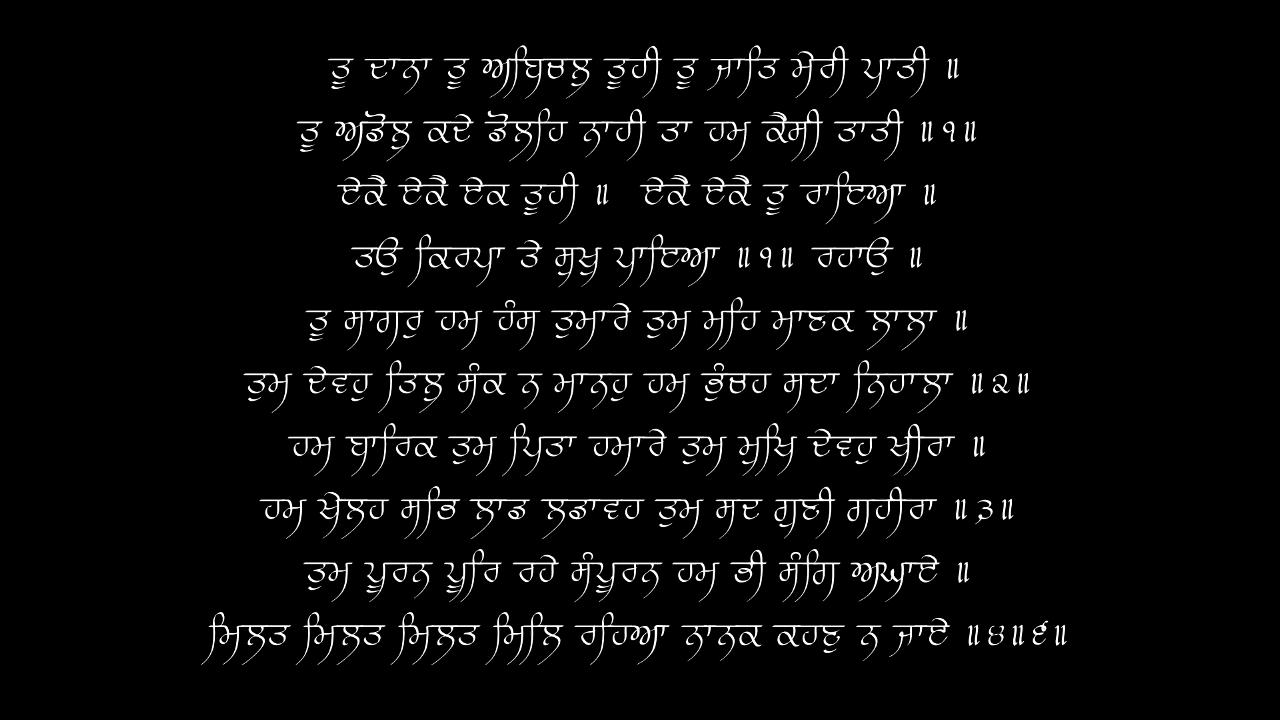 ਤੂ ਦਾਨਾ ਤੂ ਅਬਿਚਲੁ ਤੂਹੀ ਤੂ ਜਾਤਿ ਮੇਰੀ ਪਾਤੀ ॥
ਤੂ ਅਡੋਲੁ ਕਦੇ ਡੋਲਹਿ ਨਾਹੀ ਤਾ ਹਮ ਕੈਸੀ ਤਾਤੀ ॥੧॥
ਏਕੈ ਏਕੈ ਏਕ ਤੂਹੀ ॥ ਏਕੈ ਏਕੈ ਤੂ ਰਾਇਆ ॥
ਤਉ ਕਿਰਪਾ ਤੇ ਸੁਖੁ ਪਾਇਆ ॥੧॥ ਰਹਾਉ ॥
ਤੂ ਸਾਗਰੁ ਹਮ ਹੰਸ ਤੁਮਾਰੇ ਤੁਮ ਮਹਿ ਮਾਣਕ ਲਾਲਾ ॥
ਤੁਮ ਦੇਵਹੁ ਤਿਲੁ ਸੰਕ ਨ ਮਾਨਹੁ ਹਮ ਭੁੰਚਹ ਸਦਾ ਨਿਹਾਲਾ ॥੨॥
ਹਮ ਬਾਰਿਕ ਤੁਮ ਪਿਤਾ ਹਮਾਰੇ ਤੁਮ ਮੁਖਿ ਦੇਵਹੁ ਖੀਰਾ ॥
ਹਮ ਖੇਲਹ ਸਭਿ ਲਾਡ ਲਡਾਵਹ ਤੁਮ ਸਦ ਗੁਣੀ ਗਹੀਰਾ ॥੩॥
ਤੁਮ ਪੂਰਨ ਪੂਰਿ ਰਹੇ ਸੰਪੂਰਨ ਹਮ ਭੀ ਸੰਗਿ ਅਘਾਏ ॥
ਮਿਲਤ ਮਿਲਤ ਮਿਲਤ ਮਿਲਿ ਰਹਿਆ ਨਾਨਕ ਕਹਣੁ ਨ ਜਾਏ ॥੪॥੬॥